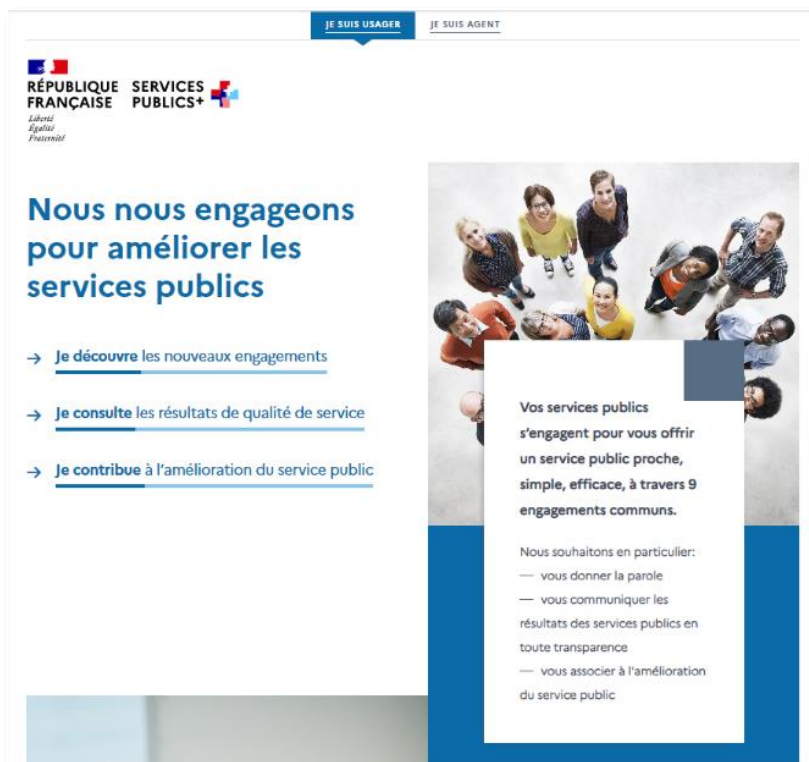 JE SUIS USAGER
JE SUIS AGENT
RÉPUBLIQUE
FRANÇAISE
Liberté
Égalité
Fraternité
SERVICES
PUBLICS+
Nous nous engageons
pour améliorer les
services publics
→ Je découvre les nouveaux engagements
→ Je consulte les résultats de qualité de service
→ Je contribue à l'amélioration du service public
Vos services publics
s'engagent pour vous offrir
un service public proche,
simple, efficace, à travers 9
engagements communs.
Nous souhaitons en particulier:
— vous donner la parole
— vous communiquer les
résultats des services publics en
toute transparence
— vous associer à l'amélioration
du service public